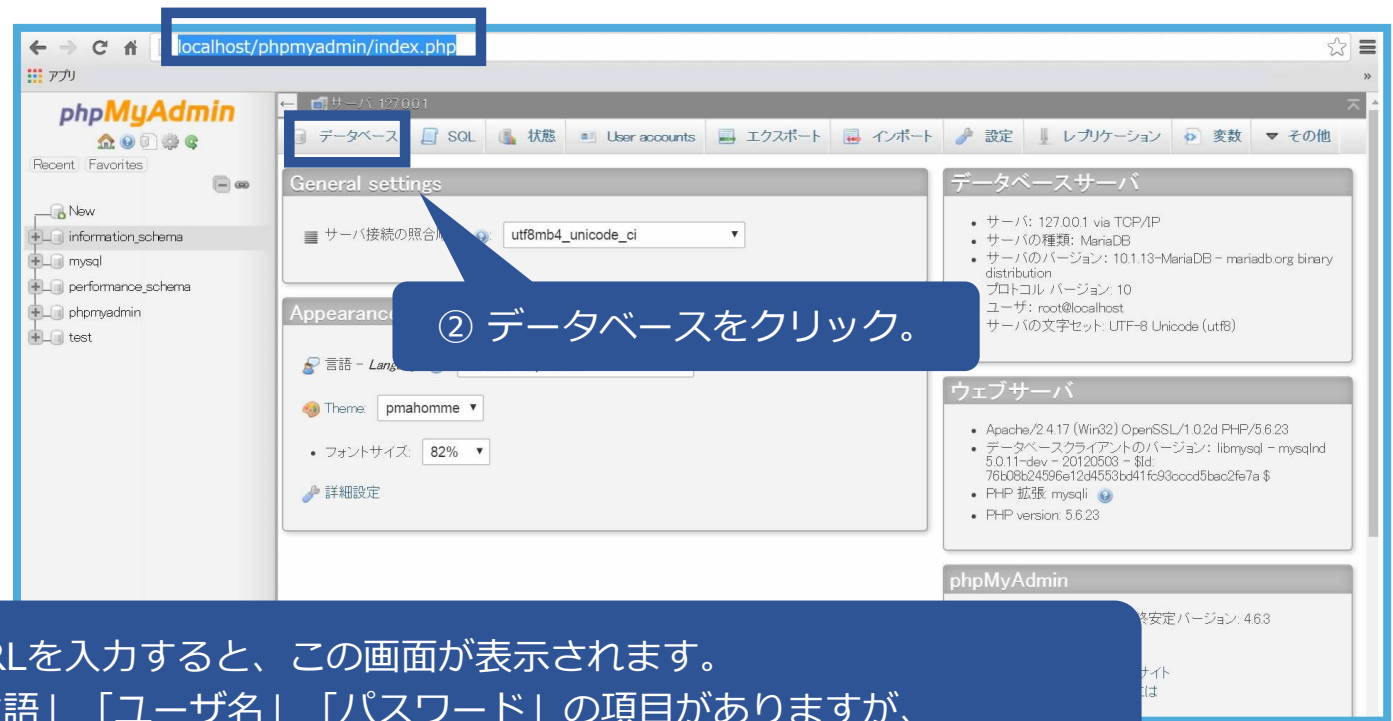 localhost/phpmyadmin/index.php
アプリ
»
phpMyAdmin
Recent Favorites
New
information_schema
mysql
performance_schema
phpmyadmin
test
サーバ 127.0.0.1
データベース SQL 状態 User accounts エクスポート インポート 設定 レプリケーション 変数 その他
General settings
サーバ接続の照合
utf8mb4_unicode_ci
② データベースをクリック。
Appearance
言語 - Lang
Theme: pmahomme
フォントサイズ: 82%
詳細設定
データベースサーバ
サーバ: 127.0.0.1 via TCP/IP
サーバの種類: MariaDB
サーバのバージョン: 10.1.13-MariaDB - mariadb.org binary
distribution
プロトコル バージョン: 10
ユーザ: root@localhost
サーバの文字セット: UTF-8 Unicode (utf8)
ウェブサーバ
Apache/2.4.17 (Win32) OpenSSL/1.0.2d PHP/5.6.23
データベースクライアントのバージョン: libmysql - mysqlnd
5.0.11-dev - 20120503 - $Id:
76b08b24596e12d4553bd41fc93cccd5bac2fe7a $
PHP 拡張: mysqli
PHP version: 5.6.23
phpMyAdmin
安定バージョン: 4.6.3
サイト
には
RLを入力すると、この画面が表示されます。
語」「ユーザ名」「パスワード」の項目がありますが、